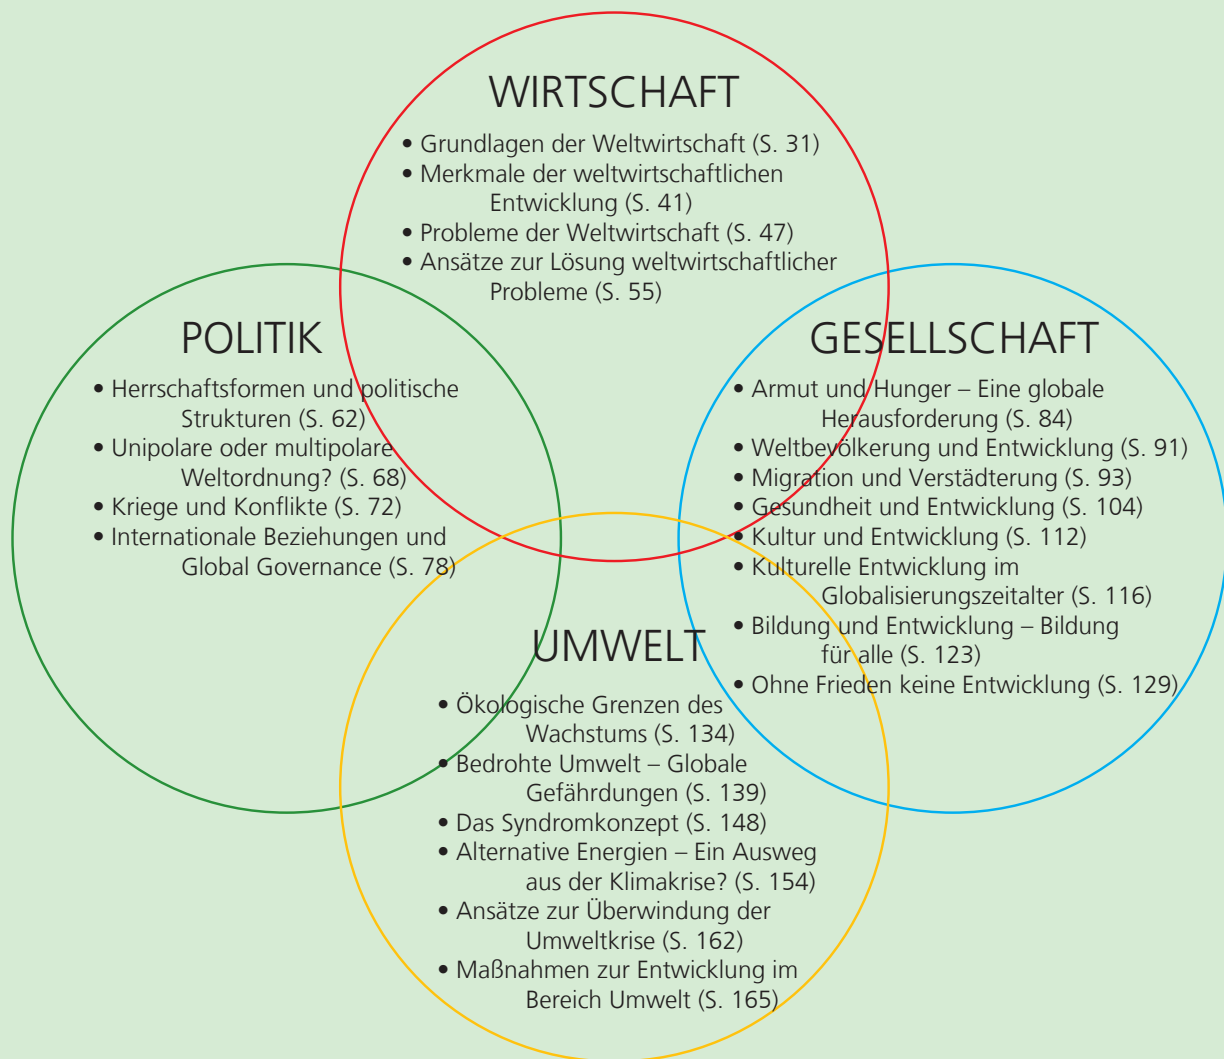 WIRTSCHAFT
• Grundlagen der Weltwirtschaft (S. 31)
• Merkmale der weltwirtschaftlichen
Entwicklung (S. 41)
• Probleme der Weltwirtschaft (S. 47)
• Ansätze zur Lösung weltwirtschaftlicher
Probleme (S. 55)
POLITIK
• Herrschaftsformen und politische
Strukturen (S. 62)
• Unipolare oder multipolare
Weltordnung? (S. 68)
• Kriege und Konflikte (S. 72)
• Internationale Beziehungen und
Global Governance (S. 78)
GESELLSCHAFT
• Armut und Hunger – Eine globale
Herausforderung (S. 84)
• Weltbevölkerung und Entwicklung (S. 91)
• Migration und Verstädterung (S. 93)
• Gesundheit und Entwicklung (S. 104)
• Kultur und Entwicklung (S. 112)
• Kulturelle Entwicklung im
Globalisierungszeitalter (S. 116)
• Bildung und Entwicklung – Bildung
für alle (S. 123)
• Ohne Frieden keine Entwicklung (S. 129)
UMWELT
• Ökologische Grenzen des
Wachstums (S. 134)
• Bedrohte Umwelt – Globale
Gefährdungen (S. 139)
• Das Syndromkonzept (S. 148)
• Alternative Energien – Ein Ausweg
aus der Klimakrise? (S. 154)
• Ansätze zur Überwindung der
Umweltkrise (S. 162)
• Maßnahmen zur Entwicklung im
Bereich Umwelt (S. 165)